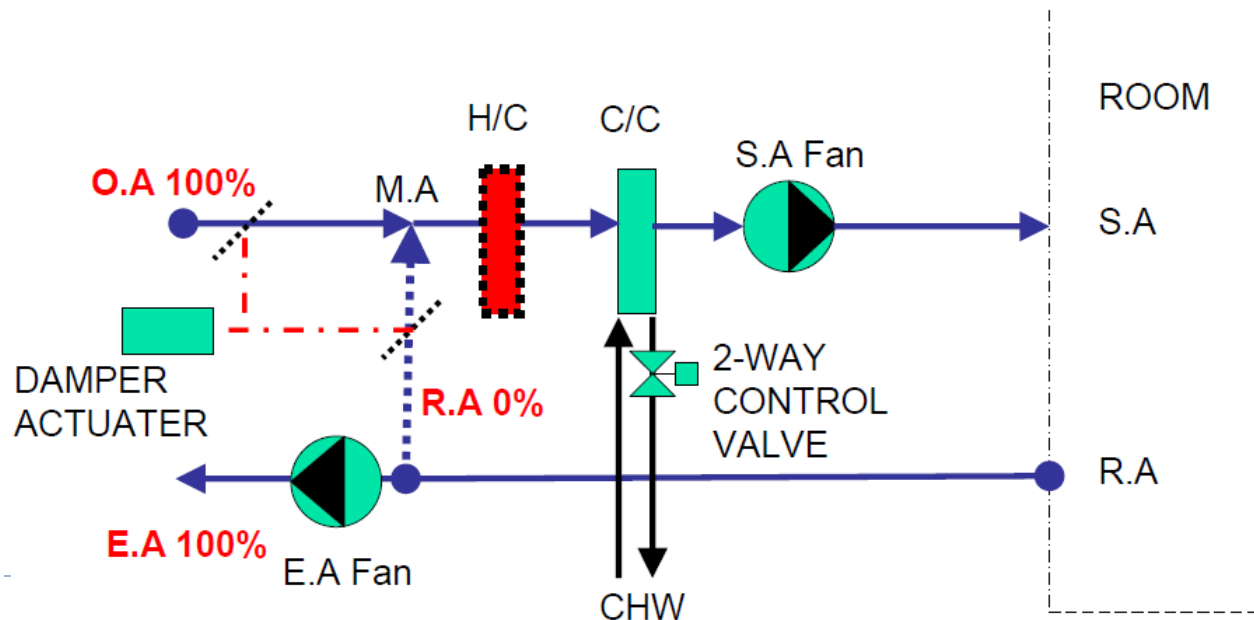 ROOM
H/C
C/C
S.A Fan
O.A 100%
M.A
S.A
DAMPER
ACTUATER
2-WAY
CONTROL
VALVE
R.A 0%
R.A
E.A 100%
E.A Fan
CHW